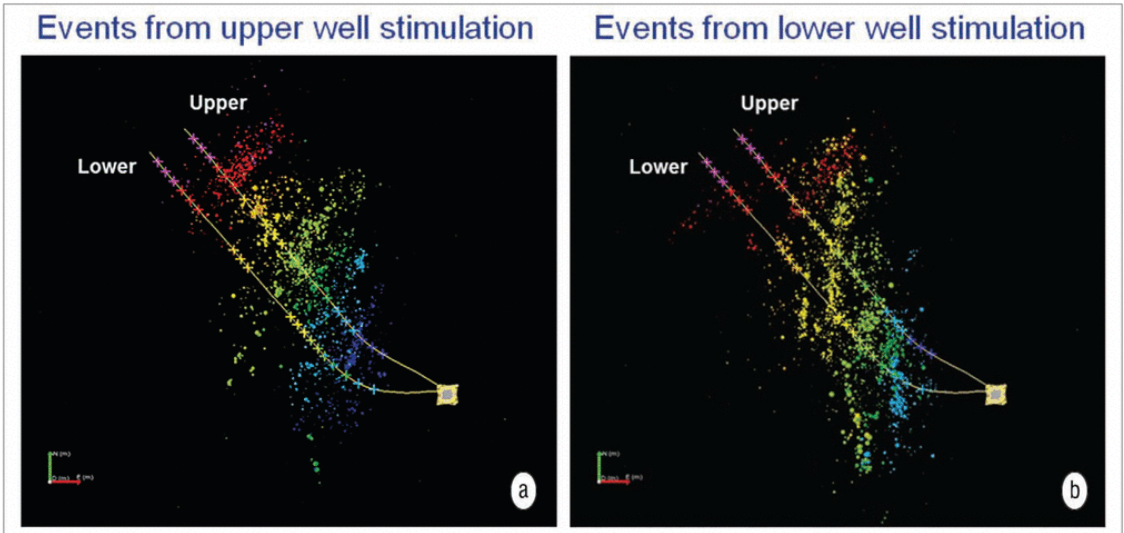 Events from upper well stimulation
Events from lower well stimulation
Upper
Lower
N (m)
D (m)
E (m)
a
Upper
Lower
N (m)
D (m)
E (m)
b